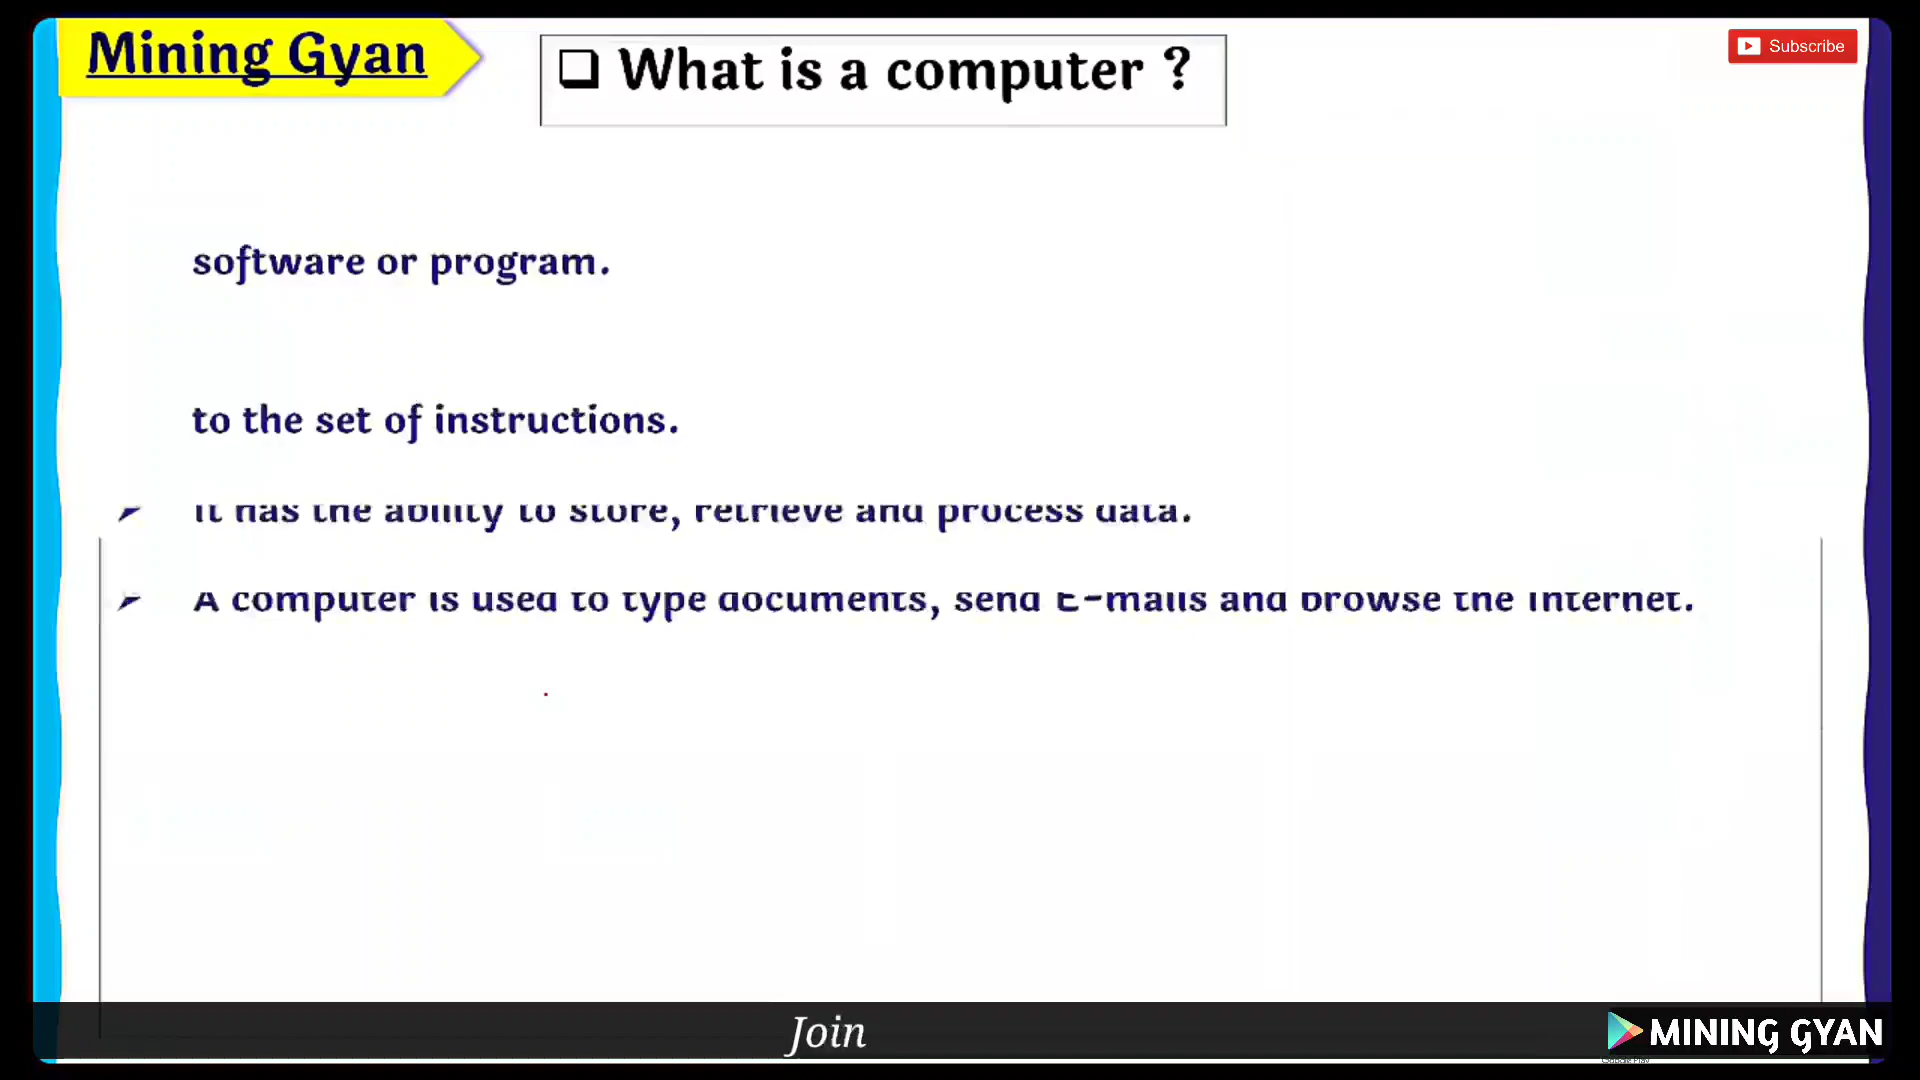 Mining Gyan
❑ What is a computer ?
Subscribe
software or program.
to the set of instructions.
➢ It has the ability to store, retrieve and process data.
➢ A computer is used to type documents, send E-mails and browse the Internet.
Join
MINING GYAN
Google Play